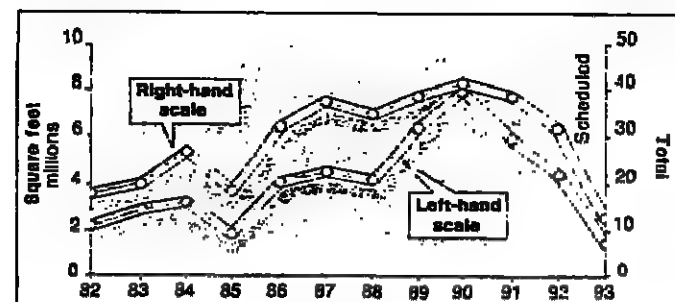 10
8
6
4
2
0
Square feet
millions
Right-hand
scale
Left-hand
scale
50
40
30
20
10
0
Scheduled
Total
82 83 84 85 86 87 88 89 90 91 92 93